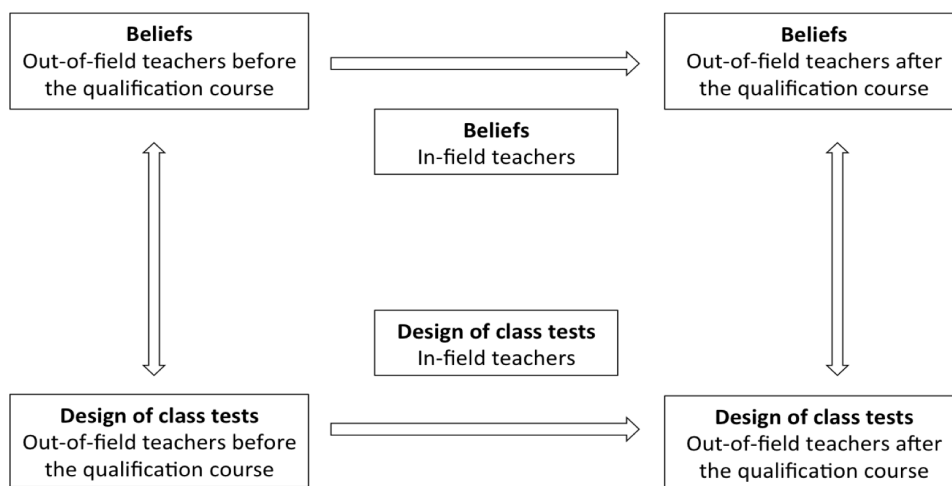 Beliefs
Out-of-field teachers before
the qualification course
Beliefs
Out-of-field teachers after
the qualification course
Beliefs
In-field teachers
Design of class tests
In-field teachers
Design of class tests
Out-of-field teachers before
the qualification course
Design of class tests
Out-of-field teachers after
the qualification course